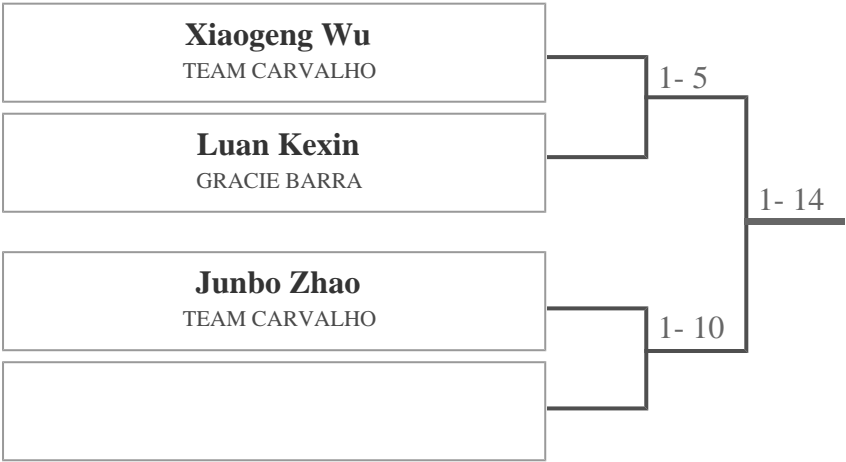 Xiaogeng Wu
TEAM CARVALHO
1- 5
Luan Kexin
GRACIE BARRA
1- 14
Junbo Zhao
TEAM CARVALHO
1- 10